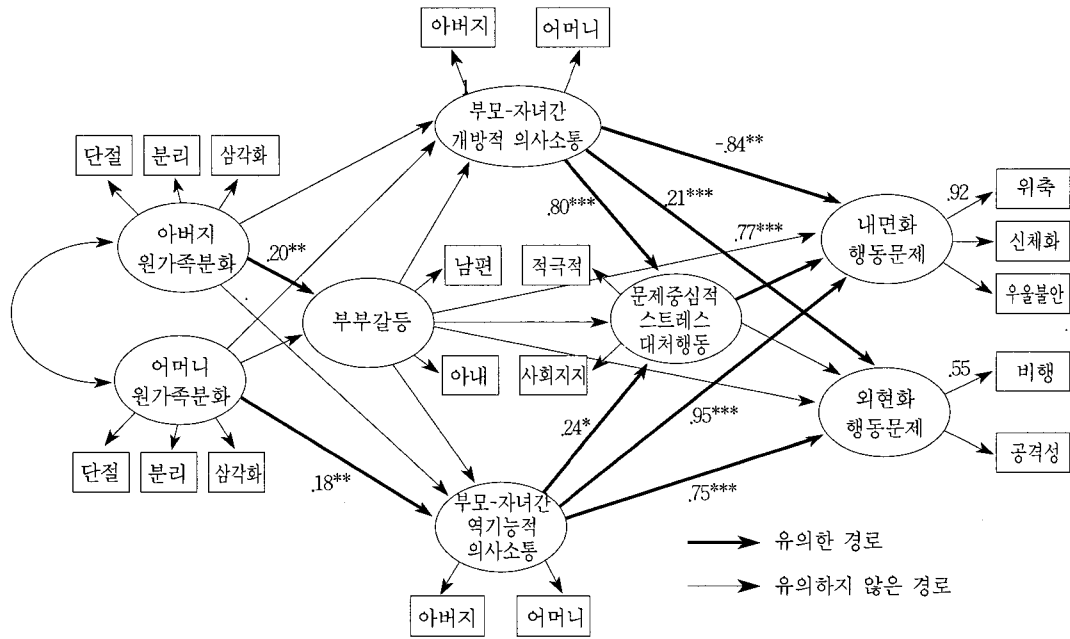 아버지
어머니
부모-자녀간
개방적 의사소통
단절
분리
삼각화
-.84**
.92
위축
.80***
.21***
아버지
원가족분화
.20**
.77***
내면화
행동문제
신체화
남편
적극적
우울불안
부부갈등
문제중심적
스트레스
대처행동
어머니
원가족분화
아내
사회지지
.55
비행
외현화
행동문제
.24*
.95***
공격성
단절
분리
삼각화
.18**
.75***
부모-자녀간
역기능적
의사소통
유의한 경로
유의하지 않은 경로
아버지
어머니